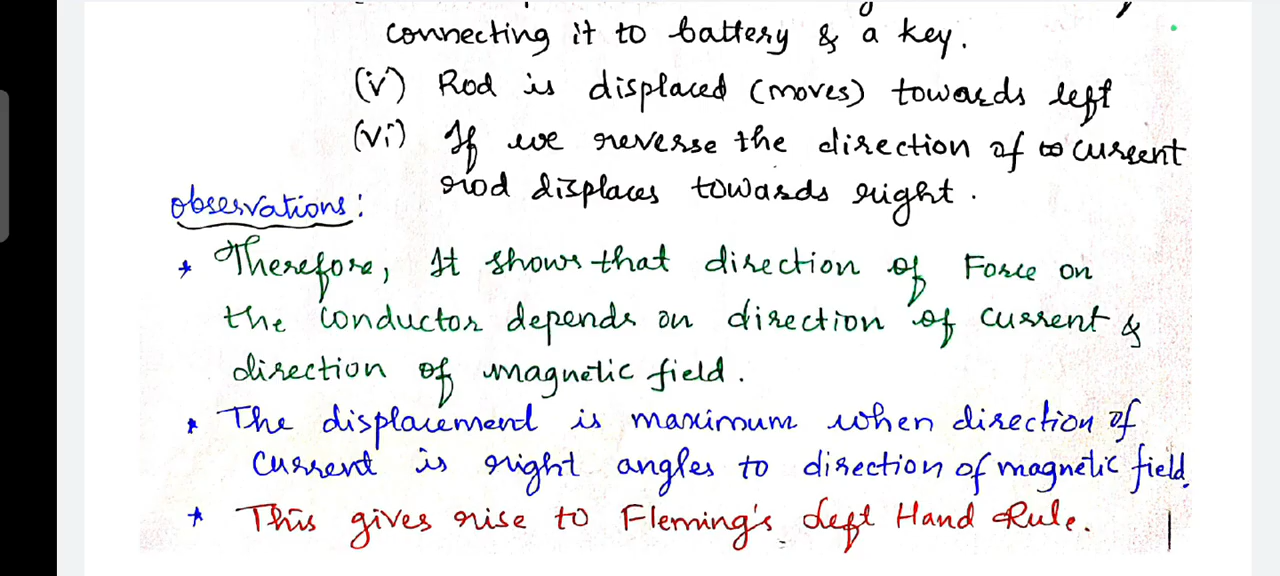 connecting it to battery & a key.
(v) Rod is displaced (moves) towards left
(vi) If we reverse the direction of current
rod displaces towards right.
observations:
* Therefore, It shows that direction of Force on
the conductor depends on direction of current &
direction of magnetic field.
* The displacement is maximum when direction of
current is right angles to direction of magnetic field.
* This gives rise to Fleming's Left Hand Rule.